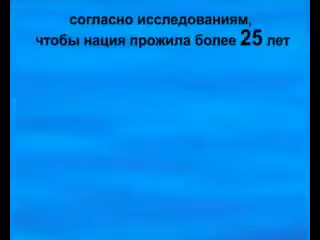 согласно исследованиям,
чтобы нация прожила более 25 лет